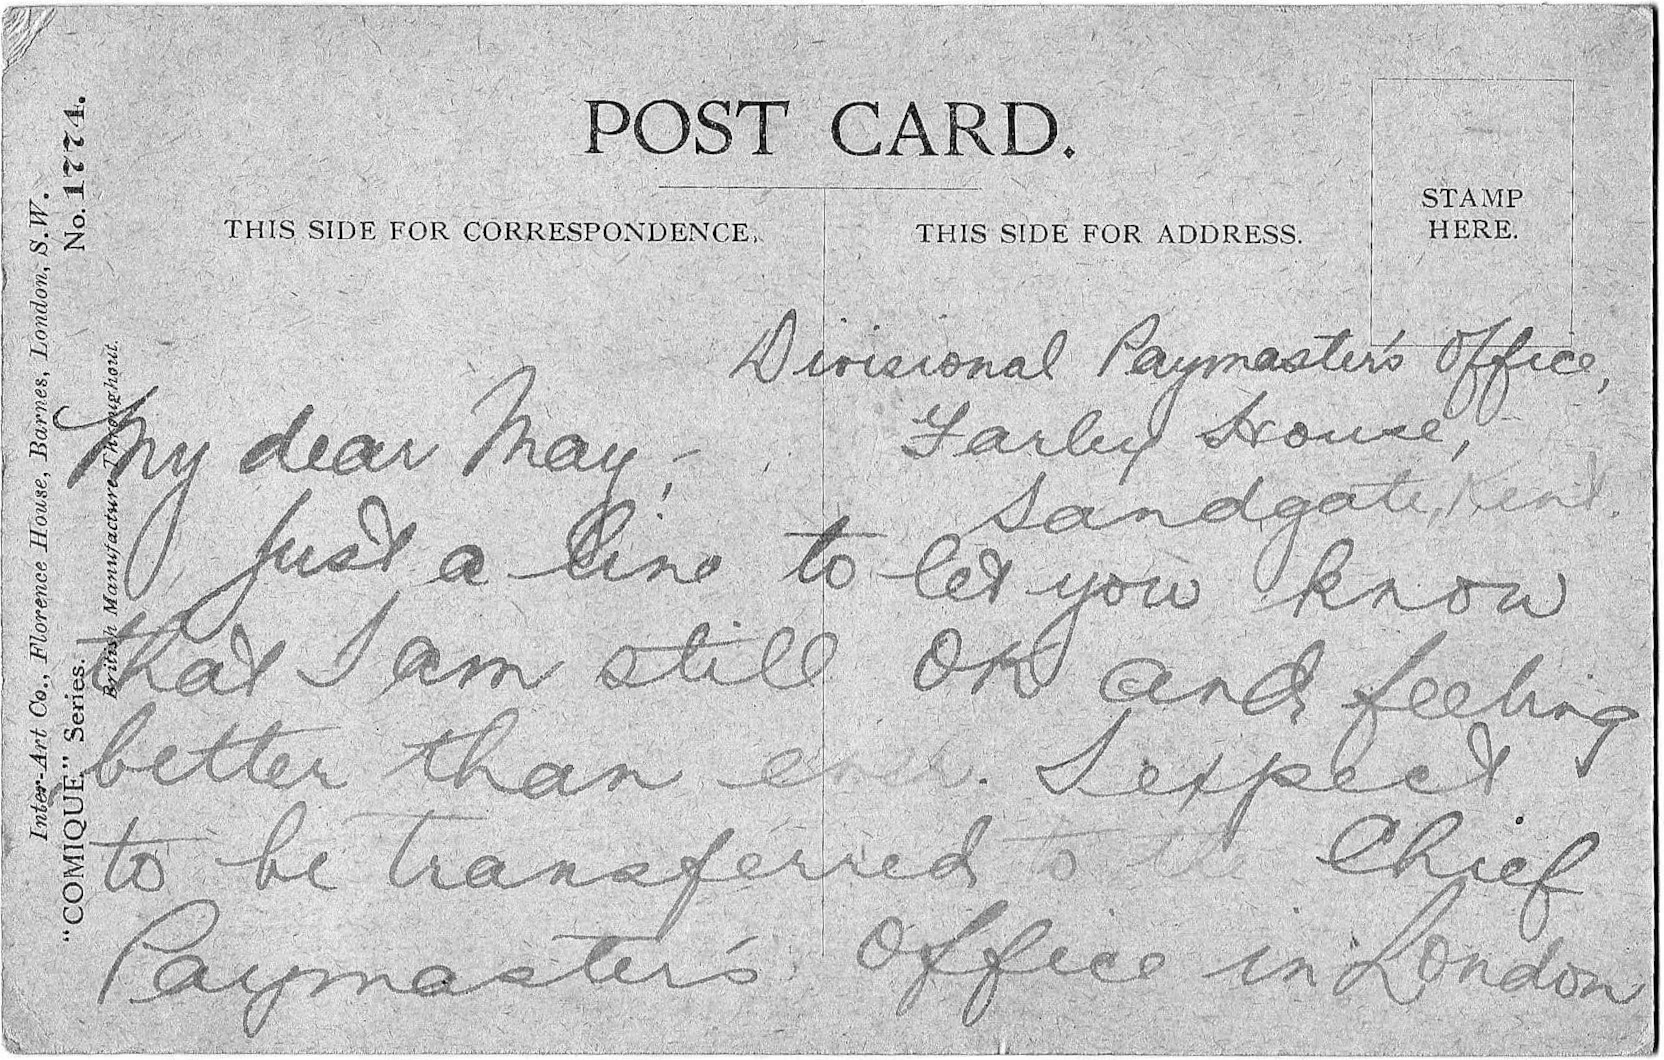 POST CARD.
THIS SIDE FOR CORRESPONDENCE.
THIS SIDE FOR ADDRESS.
STAMP
HERE.
Inter-Art Co., Florence House, Barnes, London, S.W.
"COMIQUE" Series.
No. 1774.
British Manufacture Throughout.
Divisional Paymaster's Office,
Farley House,
Sandgate, Kent.
My dear May, -
Just a line to let you know
that I am still OK and feeling
better than ever. I expect
to be transferred to the Chief
Paymaster's Office in London